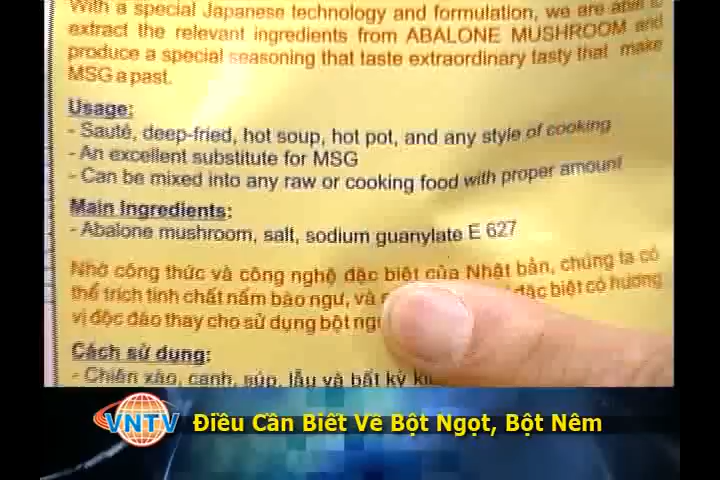 With a special Japanese technology and formulation, we are able to
extract the relevant ingredients from ABALONE MUSHROOM and
produce a special seasoning that taste extraordinary tasty that make
MSG a past.
Usage:
- Sauté, deep-fried, hot soup, hot pot, and any style of cooking
- An excellent substitute for MSG
- Can be mixed into any raw or cooking food with proper amount
Main Ingredients:
- Abalone mushroom, salt, sodium guanylate E 627
Nhờ công thức và công nghệ đặc biệt của Nhật bản, chúng ta có
thể trích tinh chất nấm bào ngư, và đặc biệt có hương
vị độc đáo thay cho sử dụng bột
Cách sử dụng:
- Chiên xào, canh, súp, lẩu và bất kỳ
VNTV
Điều Cần Biết Về Bột Ngọt, Bột Nêm